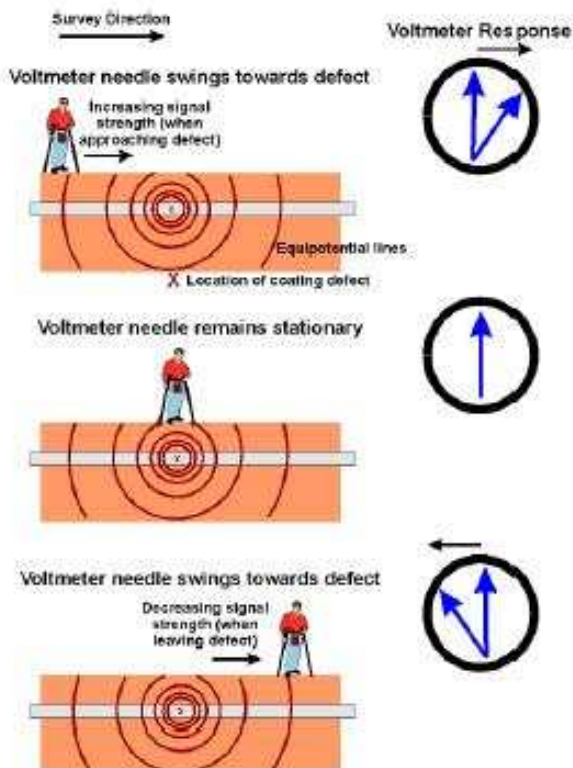 Survey Direction
Voltmeter Response
Voltmeter needle swings towards defect
Increasing signal
strength (when
approaching defect)
Equipotential lines
X Location of coating defect
Voltmeter needle remains stationary
Voltmeter needle swings towards defect
Decreasing signal
strength (when
leaving defect)